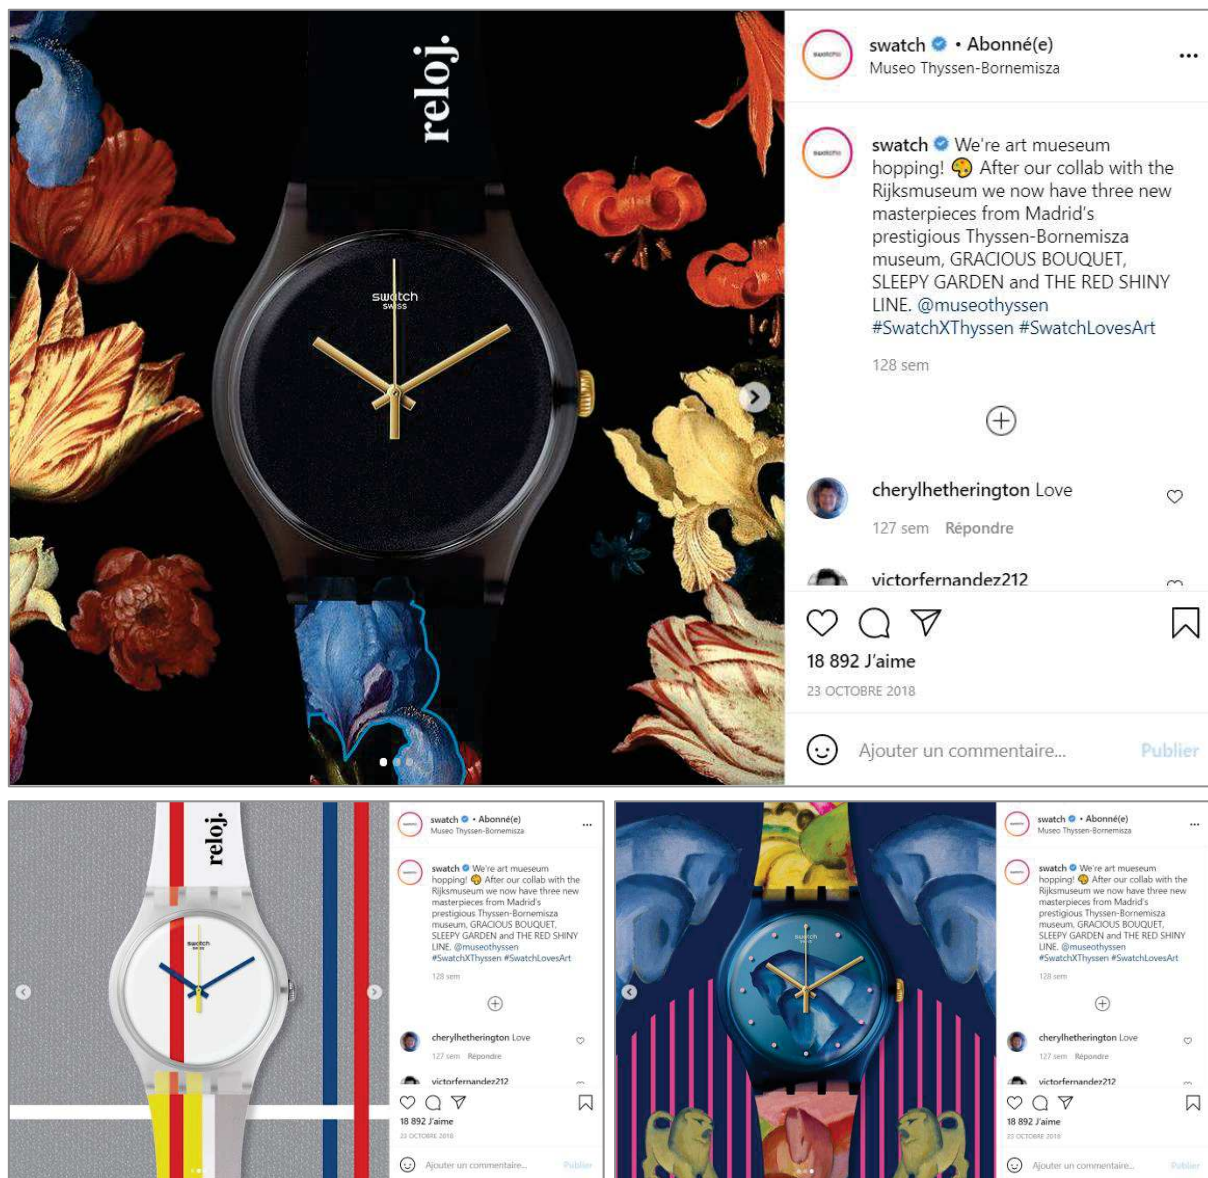 reloj.
swatch
swiss
swatch • Abonné(e)
Museo Thyssen-Bornemisza
swatch We're art mueseum
hopping! 🎨 After our collab with the
Rijksmuseum we now have three new
masterpieces from Madrid's
prestigious Thyssen-Bornemisza
museum, GRACIOUS BOUQUET,
SLEEPY GARDEN and THE RED SHINY
LINE. @museothyssen
#SwatchXThyssen #SwatchLovesArt
128 sem
cherylhetherington Love
127 sem Répondre
victorfernandez212
18 892 J'aime
23 OCTOBRE 2018
Ajouter un commentaire...
Publier
reloj.
swatch
swatch • Abonné(e)
Museo Thyssen-Bornemisza
swatch We're art mueseum
hopping! 🎨 After our collab with the
Rijksmuseum we now have three new
masterpieces from Madrid's
prestigious Thyssen-Bornemisza
museum, GRACIOUS BOUQUET,
SLEEPY GARDEN and THE RED SHINY
LINE. @museothyssen
#SwatchXThyssen #SwatchLovesArt
128 sem
cherylhetherington Love
127 sem Répondre
victorfernandez212
18 892 J'aime
23 OCTOBRE 2018
Ajouter un commentaire...
Publier
swatch
swatch • Abonné(e)
Museo Thyssen-Bornemisza
swatch We're art mueseum
hopping! 🎨 After our collab with the
Rijksmuseum we now have three new
masterpieces from Madrid's
prestigious Thyssen-Bornemisza
museum, GRACIOUS BOUQUET,
SLEEPY GARDEN and THE RED SHINY
LINE. @museothyssen
#SwatchXThyssen #SwatchLovesArt
128 sem
cherylhetherington Love
127 sem Répondre
victorfernandez212
18 892 J'aime
23 OCTOBRE 2018
Ajouter un commentaire...
Publier